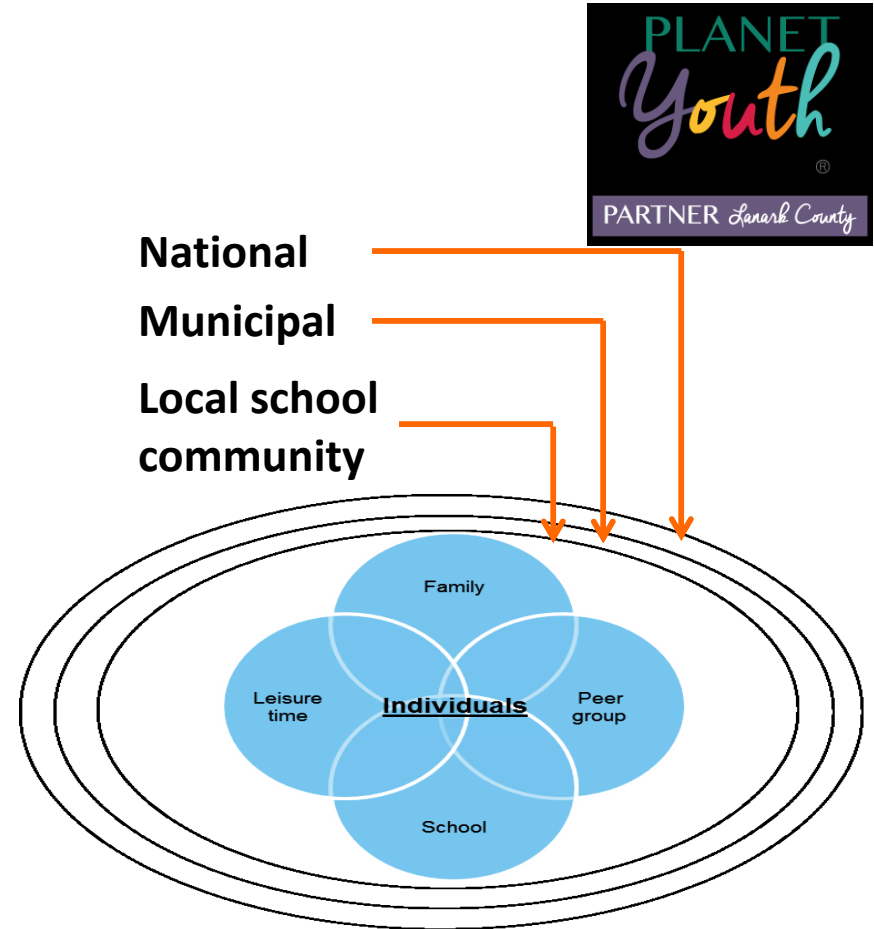 PLANET
Youth
®
PARTNER Lanark County
National
Municipal
Local school
community
Family
Leisure
time
Individuals
Peer
group
School